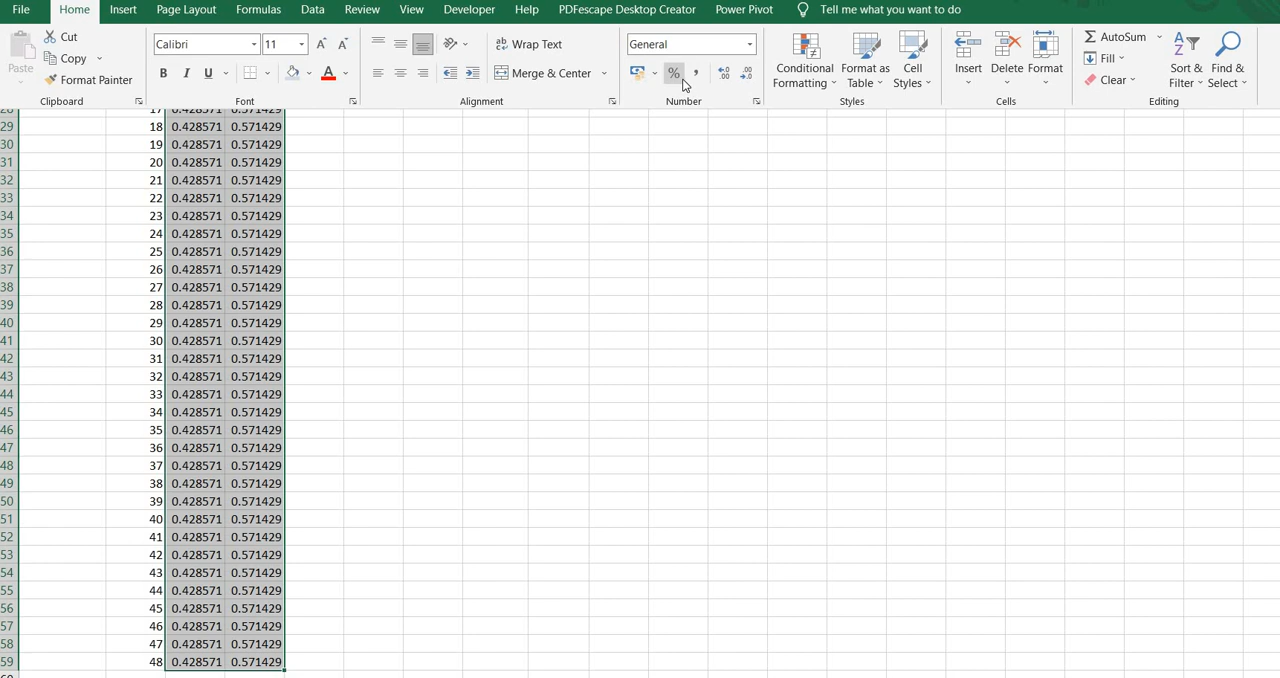 File Home Insert Page Layout Formulas Data Review View Developer Help PDFescape Desktop Creator Power Pivot Tell me what you want to do
Paste
Cut
Copy
Format Painter
Clipboard
Calibri 11
B I U
Font
Wrap Text
Merge & Center
Alignment
General
% ,
Number
Conditional
Formatting
Format as
Table
Cell
Styles
Styles
Insert
Delete
Format
Cells
AutoSum
Fill
Clear
Sort &
Filter
Find &
Select
Editing
28 17 0.428571 0.571429
29 18 0.428571 0.571429
30 19 0.428571 0.571429
31 20 0.428571 0.571429
32 21 0.428571 0.571429
33 22 0.428571 0.571429
34 23 0.428571 0.571429
35 24 0.428571 0.571429
36 25 0.428571 0.571429
37 26 0.428571 0.571429
38 27 0.428571 0.571429
39 28 0.428571 0.571429
40 29 0.428571 0.571429
41 30 0.428571 0.571429
42 31 0.428571 0.571429
43 32 0.428571 0.571429
44 33 0.428571 0.571429
45 34 0.428571 0.571429
46 35 0.428571 0.571429
47 36 0.428571 0.571429
48 37 0.428571 0.571429
49 38 0.428571 0.571429
50 39 0.428571 0.571429
51 40 0.428571 0.571429
52 41 0.428571 0.571429
53 42 0.428571 0.571429
54 43 0.428571 0.571429
55 44 0.428571 0.571429
56 45 0.428571 0.571429
57 46 0.428571 0.571429
58 47 0.428571 0.571429
59 48 0.428571 0.571429